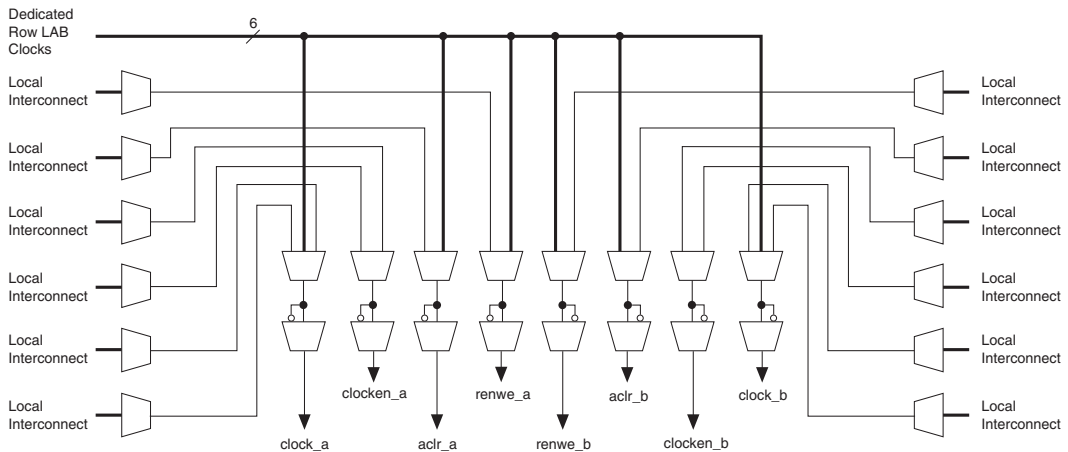 Dedicated
Row LAB
Clocks
6
Local
Interconnect
Local
Interconnect
Local
Interconnect
Local
Interconnect
Local
Interconnect
Local
Interconnect
Local
Interconnect
Local
Interconnect
Local
Interconnect
Local
Interconnect
Local
Interconnect
Local
Interconnect
clocken_a
renwe_a
aclr_b
clock_b
clock_a
aclr_a
renwe_b
clocken_b